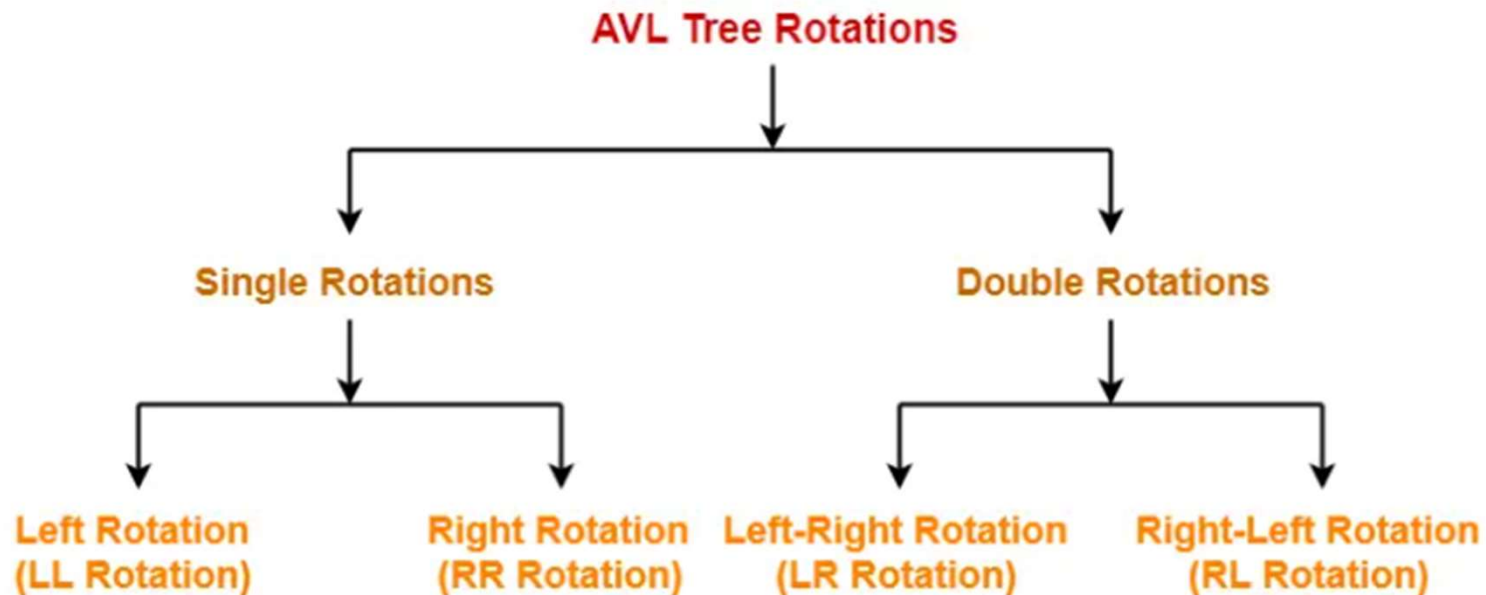 AVL Tree Rotations
Single Rotations
Double Rotations
Left Rotation
(LL Rotation)
Right Rotation
(RR Rotation)
Left-Right Rotation
(LR Rotation)
Right-Left Rotation
(RL Rotation)